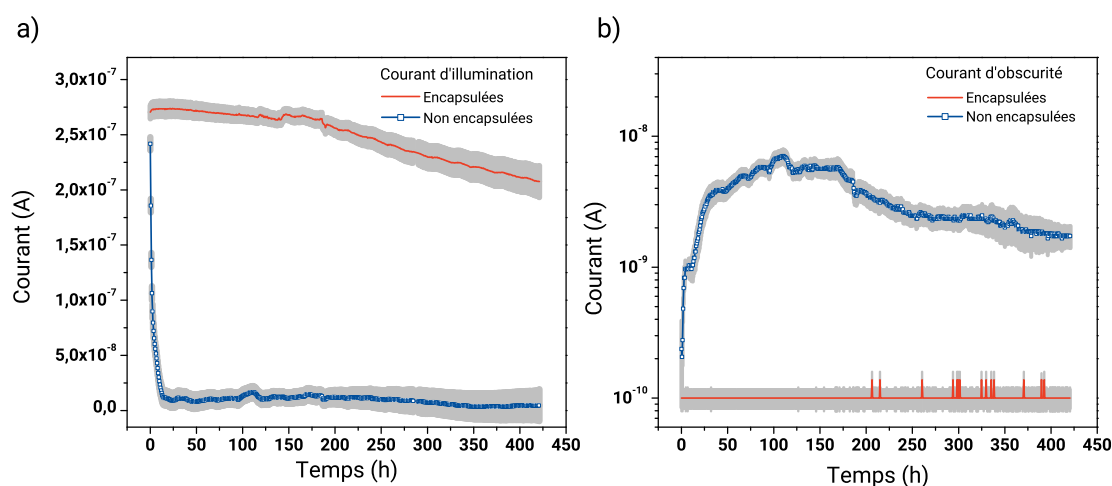 a)
Courant (A)
3,0x10⁻⁷
2,5x10⁻⁷
2,0x10⁻⁷
1,5x10⁻⁷
1,0x10⁻⁷
5,0x10⁻⁸
0,0
Courant d'illumination
Encapsulées
Non encapsulées
0 50 100 150 200 250 300 350 400 450
Temps (h)
b)
Courant (A)
10⁻⁸
10⁻⁹
10⁻¹⁰
Courant d'obscurité
Encapsulées
Non encapsulées
0 50 100 150 200 250 300 350 400 450
Temps (h)